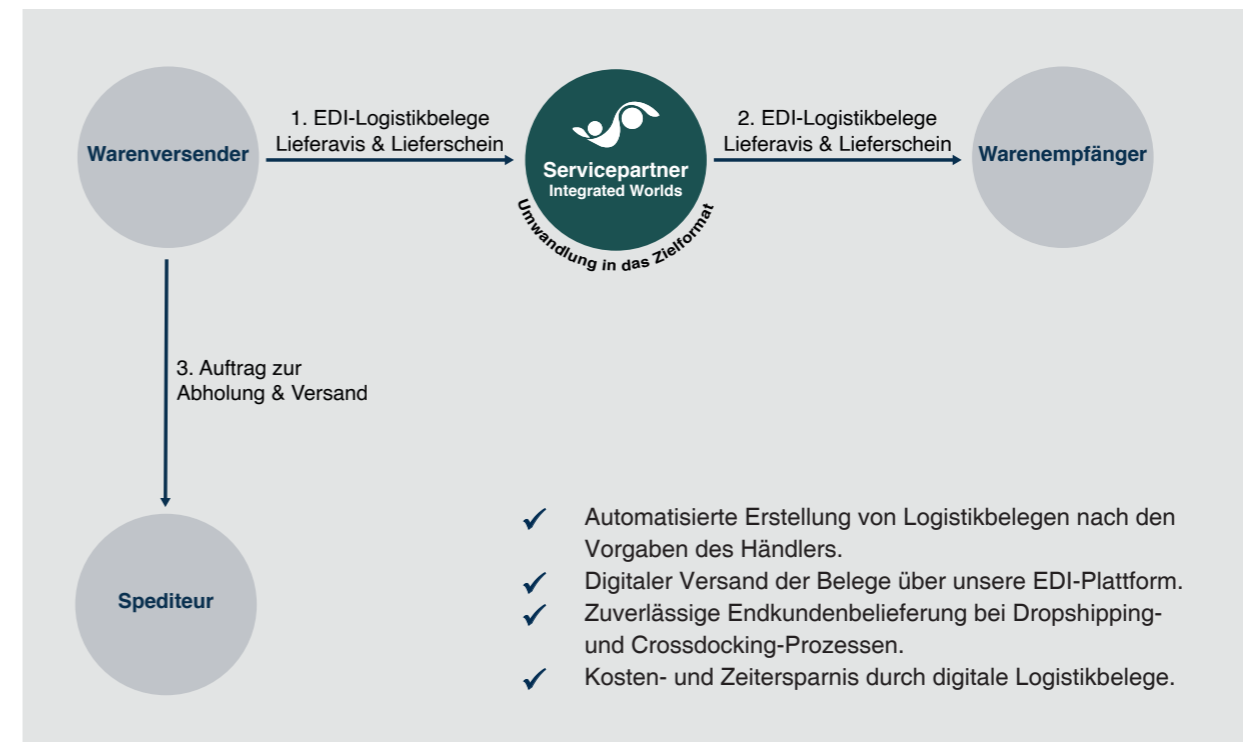 Warenversender
1. EDI-Logistikbelege
Lieferavis & Lieferschein
Servicepartner
Integrated Worlds
Umwandlung in das Zielformat
2. EDI-Logistikbelege
Lieferavis & Lieferschein
Warenempfänger
3. Auftrag zur
Abholung & Versand
Spediteur
Automatisierte Erstellung von Logistikbelegen nach den
Vorgaben des Händlers.
Digitaler Versand der Belege über unsere EDI-Plattform.
Zuverlässige Endkundenbelieferung bei Dropshipping-
und Crossdocking-Prozessen.
Kosten- und Zeitersparnis durch digitale Logistikbelege.